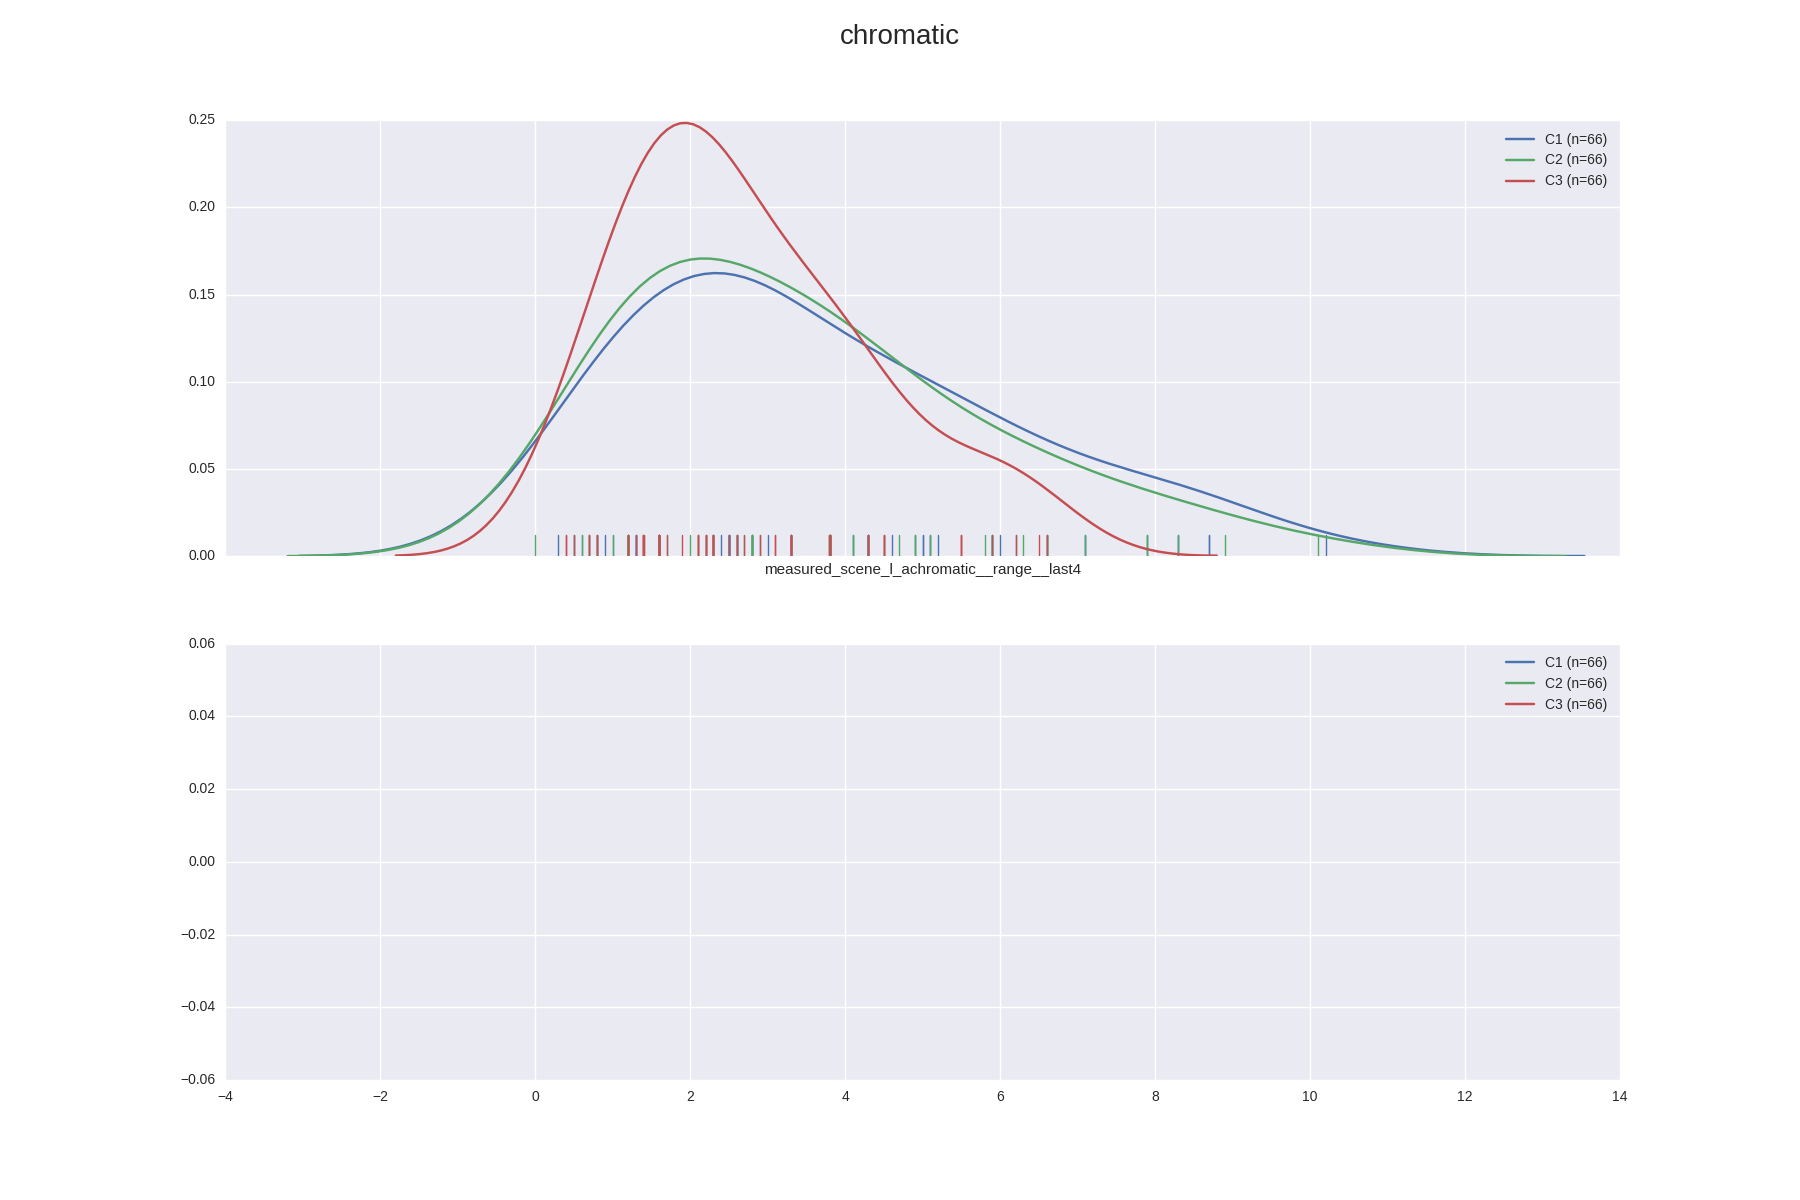 chromatic
0.25
0.20
0.15
0.10
0.05
0.00
C1 (n=66)
C2 (n=66)
C3 (n=66)
measured_scene_l_achromatic__range__last4
0.06
0.04
0.02
0.00
−0.02
−0.04
−0.06
C1 (n=66)
C2 (n=66)
C3 (n=66)
−4 −2 0 2 4 6 8 10 12 14